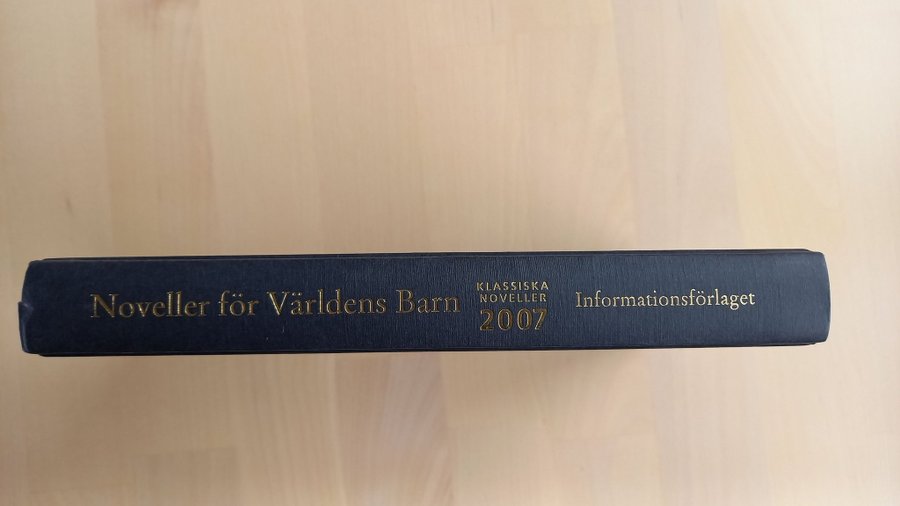 Noveller för Världens Barn
KLASSISKA
NOVELLER
2007
Informationsförlaget